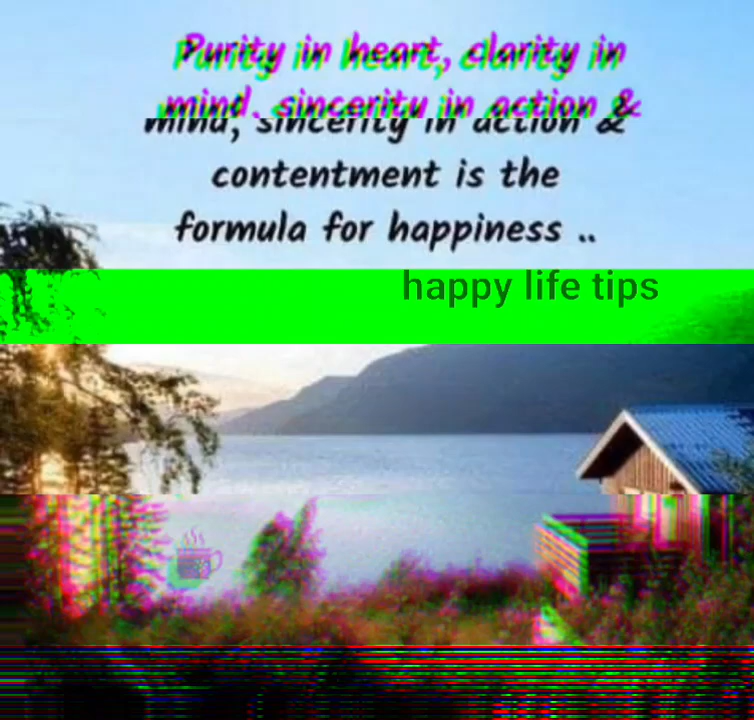 Purity in heart, clarity in
mind, sincerity in action &
contentment is the
formula for happiness ..
happy life tips